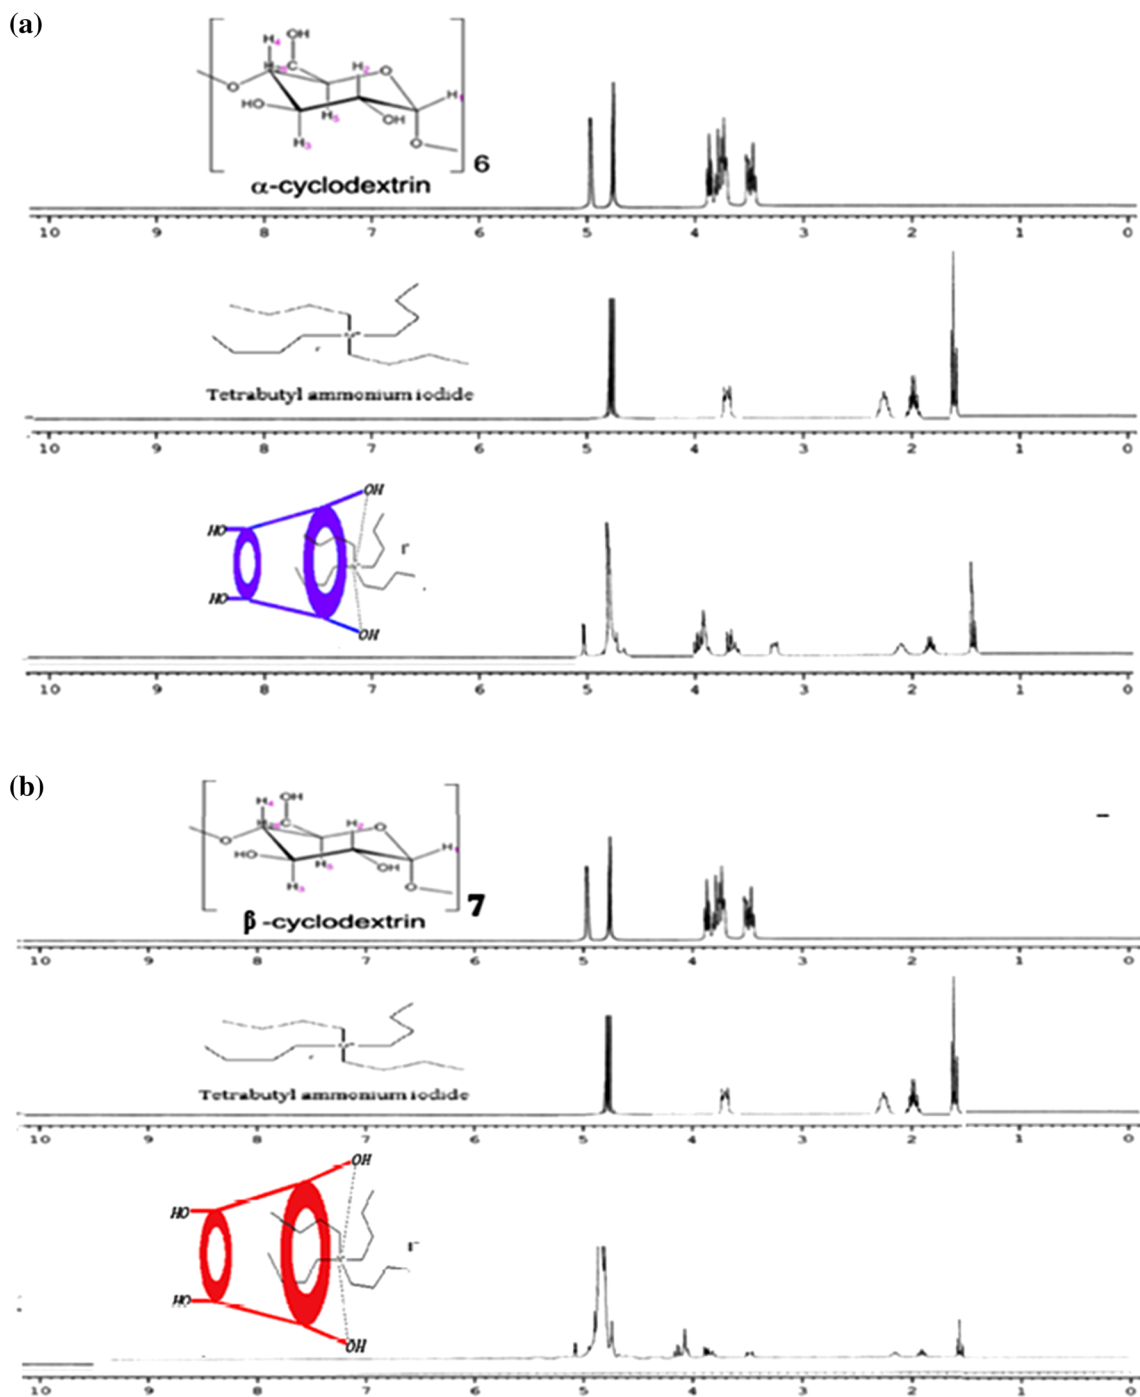 (a)
H₄
OH
C
H₂
O
O
H₁
HO
H₅
OH
H₃
O
6
α-cyclodextrin
10 9 8 7 6 5 4 3 2 1 0
Tetrabutyl ammonium iodide
10 9 8 7 6 5 4 3 2 1 0
OH
HO
I⁻
HO
OH
10 9 8 7 6 5 4 3 2 1 0
(b)
OH
H₄
C
H₂
O
O
H₁
HO
H₅
OH
H₃
O
7
β-cyclodextrin
10 9 8 7 6 5 4 3 2 1 0
Tetrabutyl ammonium iodide
10 9 8 7 6 5 4 3 2 1 0
OH
HO
I⁻
HO
OH
10 9 8 7 6 5 4 3 2 1 0